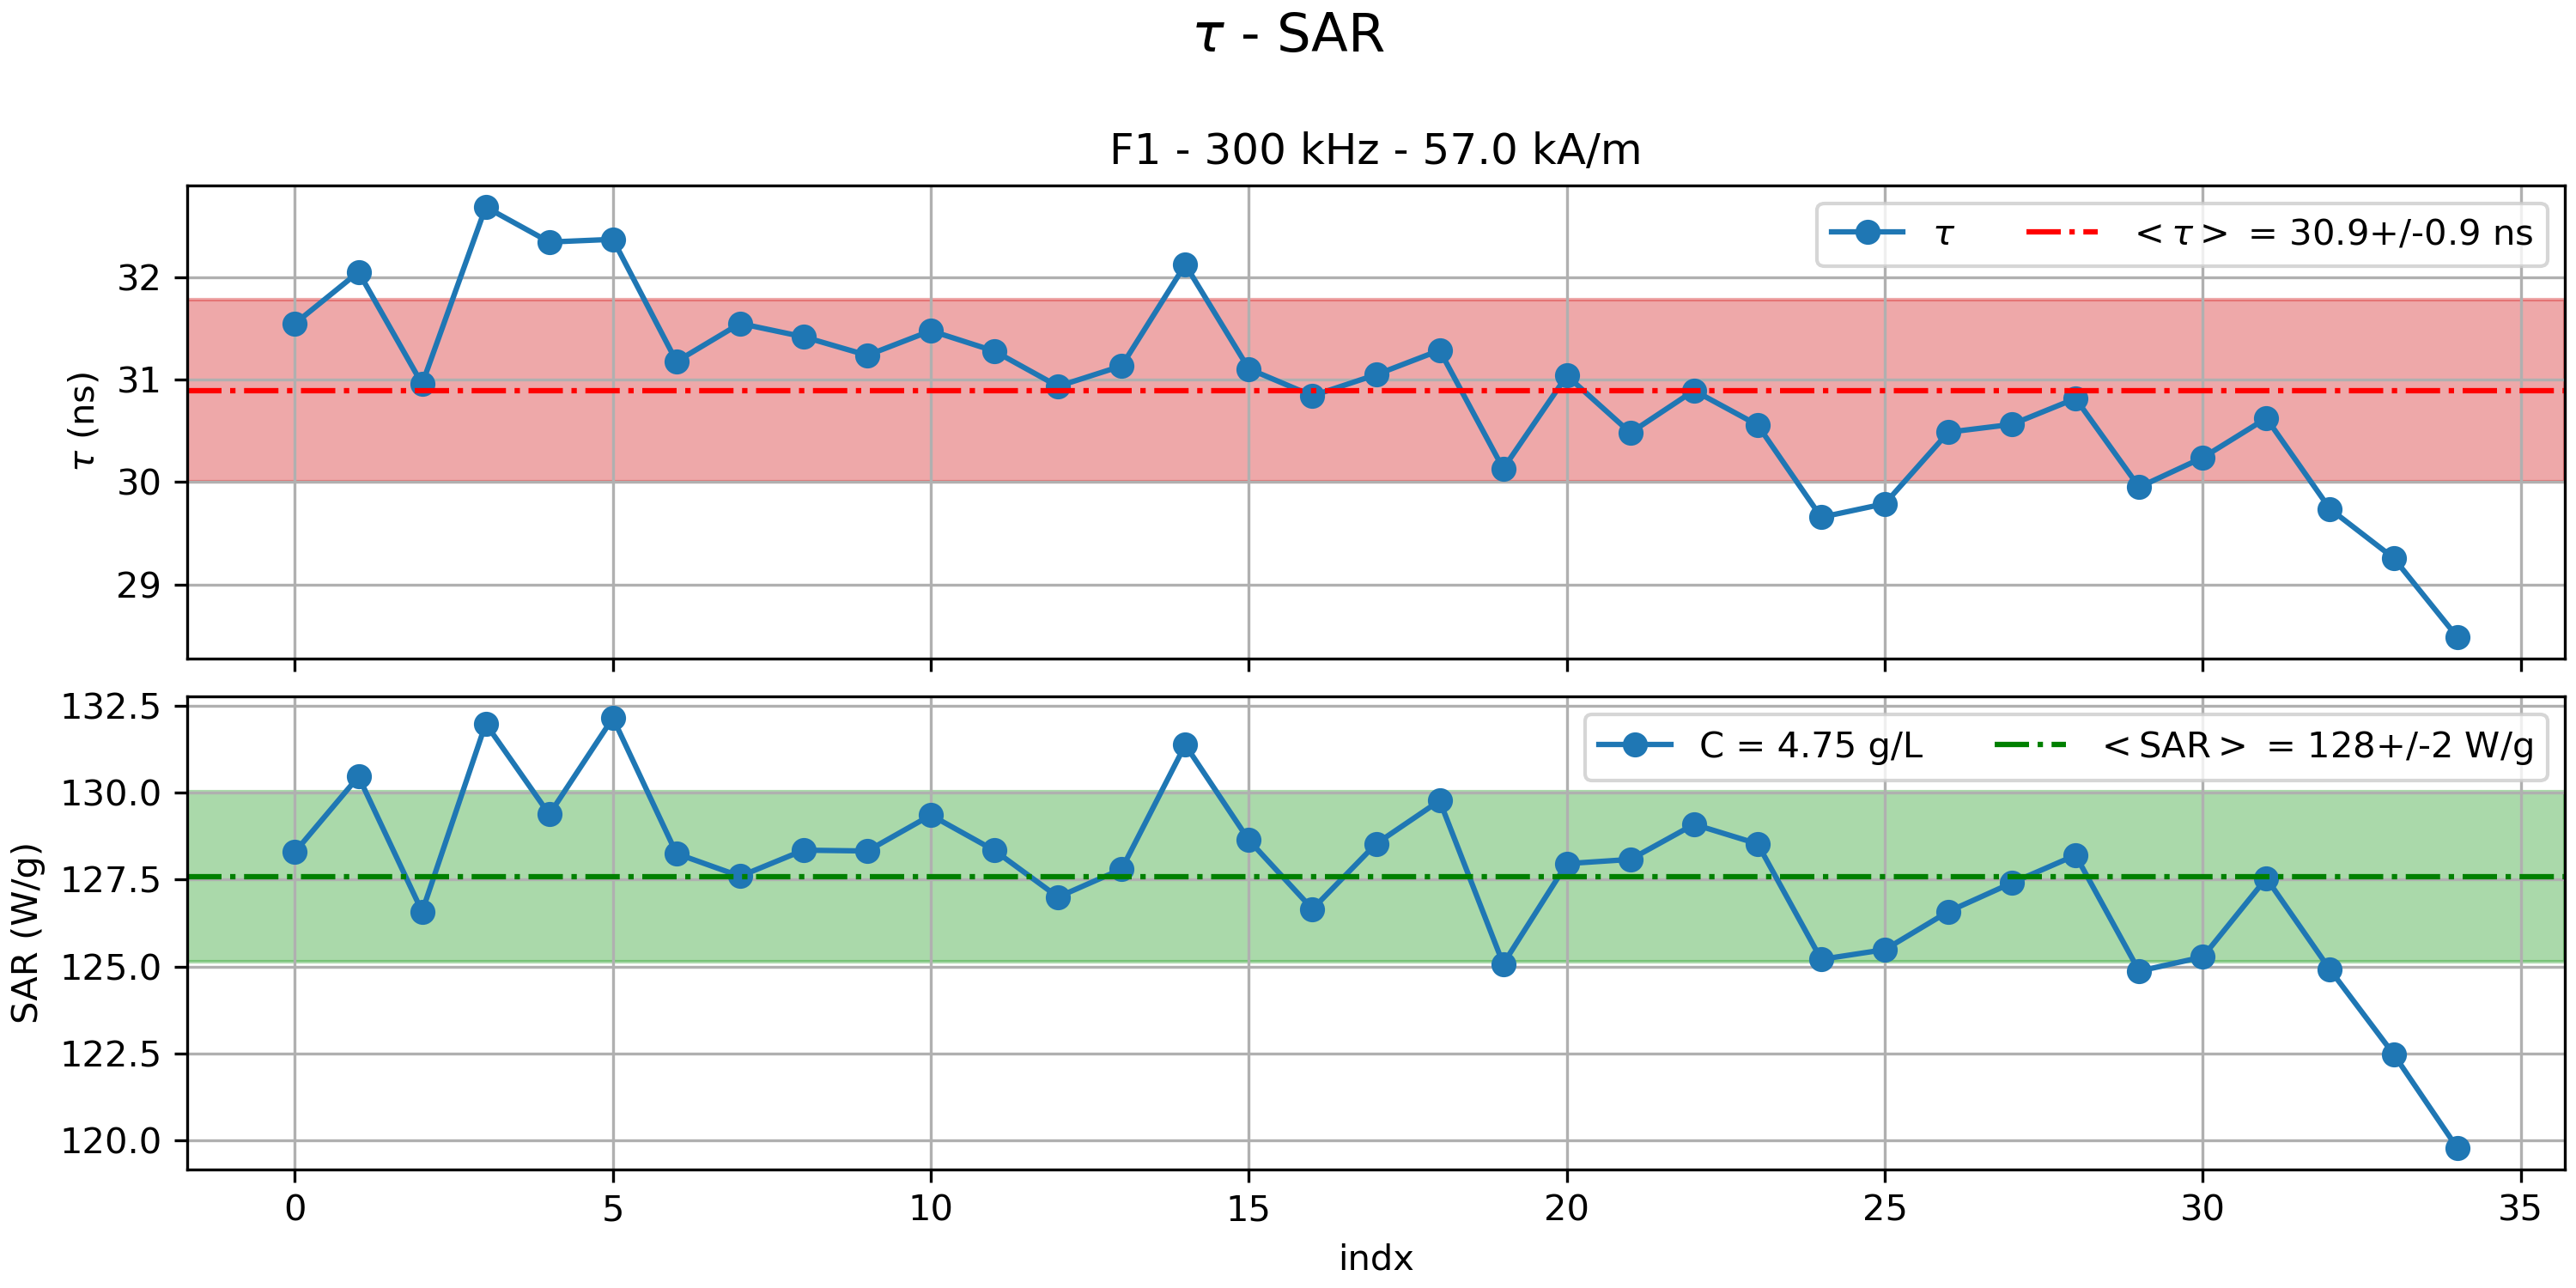 τ - SAR
F1 - 300 kHz - 57.0 kA/m
τ <τ> = 30.9+/-0.9 ns
τ (ns)
32
31
30
29
C = 4.75 g/L <SAR> = 128+/-2 W/g
SAR (W/g)
132.5
130.0
127.5
125.0
122.5
120.0
0 5 10 15 20 25 30 35
indx